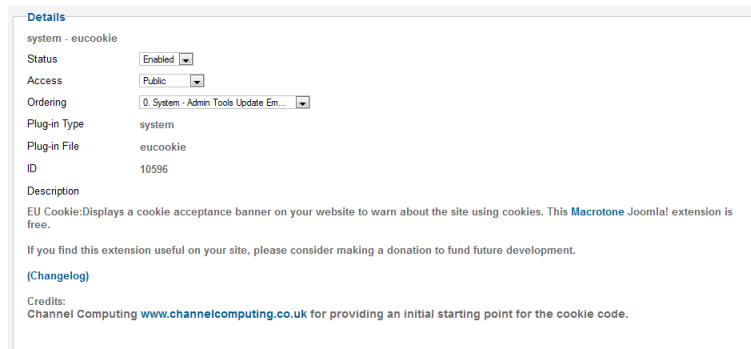 Details
system - eucookie
Status Enabled
Access Public
Ordering 0. System - Admin Tools Update Em...
Plug-in Type system
Plug-in File eucookie
ID 10596
Description
EU Cookie:Displays a cookie acceptance banner on your website to warn about the site using cookies. This Macrotone Joomla! extension is
free.
If you find this extension useful on your site, please consider making a donation to fund future development.
(Changelog)
Credits:
Channel Computing www.channelcomputing.co.uk for providing an initial starting point for the cookie code.